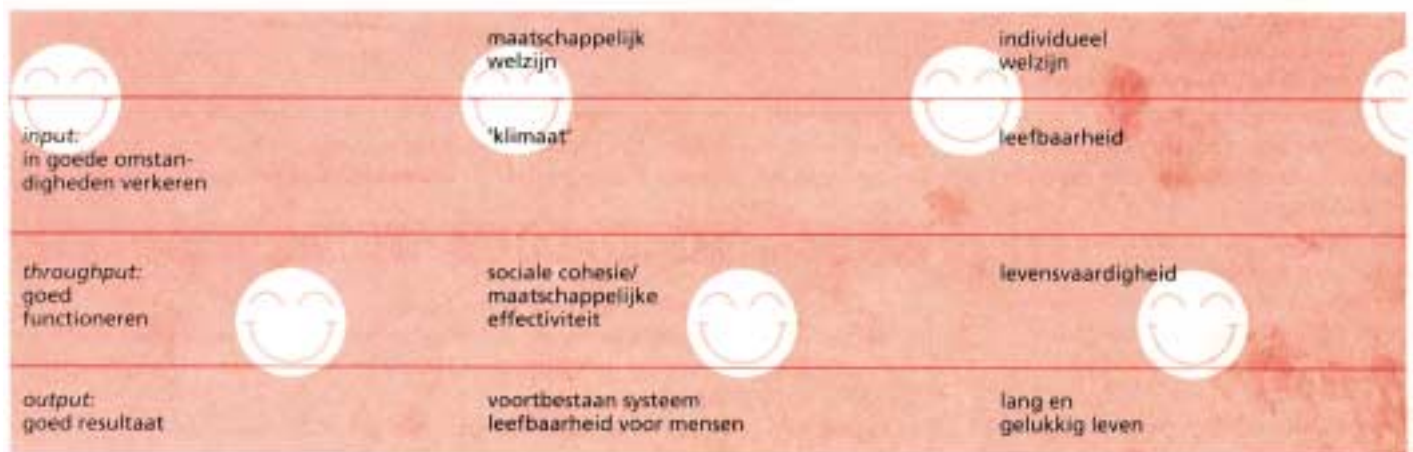 maatschappelijk
welzijn
individueel
welzijn
input:
in goede omstan-
digheden verkeren
'klimaat'
leefbaarheid
throughput:
goed
functioneren
sociale cohesie/
maatschappelijke
effectiviteit
levensvaardigheid
output:
goed resultaat
voortbestaan systeem
leefbaarheid voor mensen
lang en
gelukkig leven